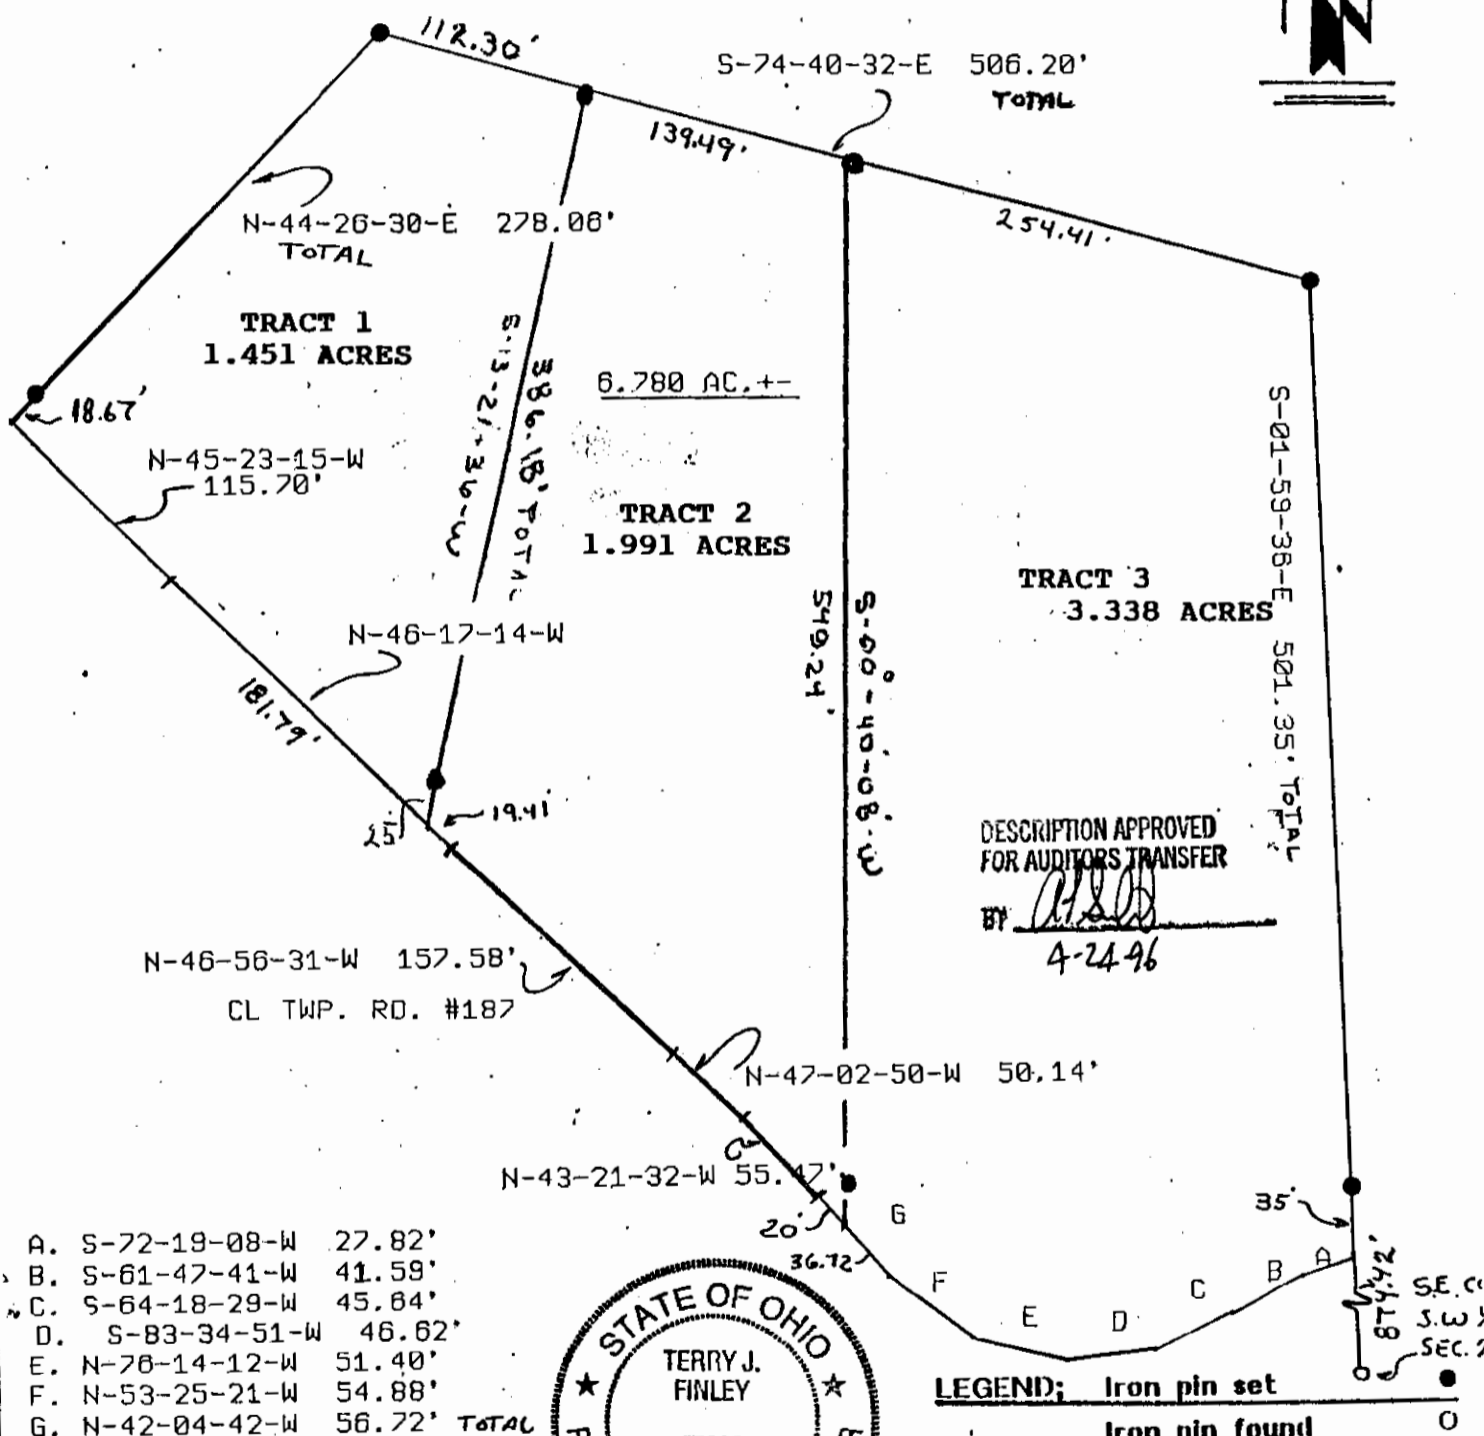 N
112.30'
S-74-40-32-E 506.20'
TOTAL
139.49'
254.41'
N-44-26-30-E 278.06'
TOTAL
TRACT 1
1.451 ACRES
18.67'
N-45-23-15-W
115.70'
S-13-21-36-W
386.18' TOTAL
6.780 AC.+-
TRACT 2
1.991 ACRES
S-01-59-36-E 501.35' TOTAL
TRACT 3
3.338 ACRES
N-46-17-14-W
181.79'
549.24'
S-00°-40'-08"-W
25'
19.41'
DESCRIPTION APPROVED
FOR AUDITORS TRANSFER
BY
4-24-96
N-46-56-31-W 157.58'
CL TWP. RD. #187
N-47-02-50-W 50.14'
N-43-21-32-W 55.47'
20'
36.72
G
F
E
D
C
B
A
35'
874.42'
S.E. CO
S.W
SEC. 2
A. S-72-19-08-W 27.82'
B. S-61-47-41-W 41.59'
C. S-64-18-29-W 45.64'
D. S-83-34-51-W 46.62'
E. N-76-14-12-W 51.40'
F. N-53-25-21-W 54.88'
G. N-42-04-42-W 56.72' TOTAL
STATE OF OHIO
TERRY J.
FINLEY
LEGEND; Iron pin set ●
Iron pin found O